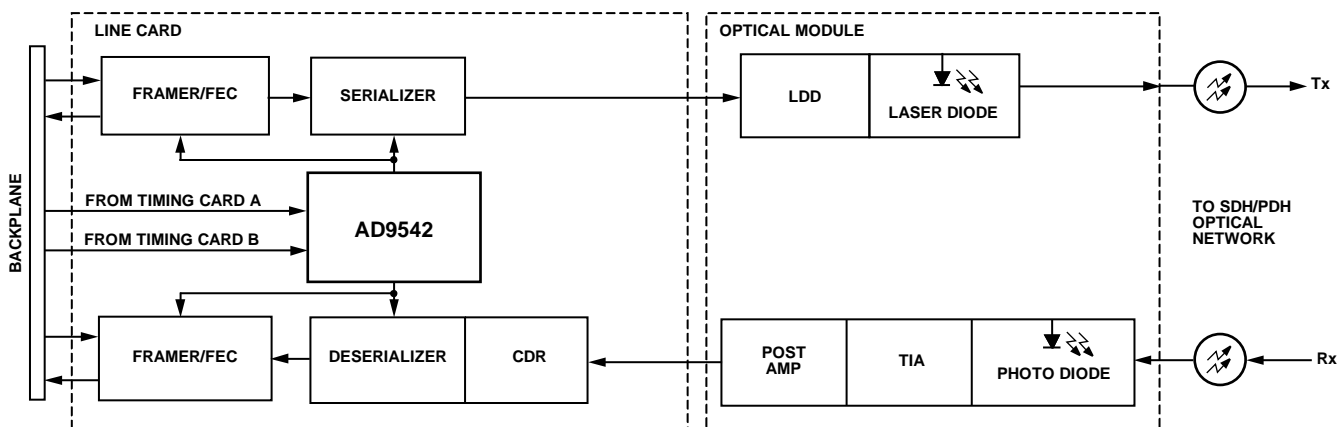 LINE CARD
OPTICAL MODULE
FRAMER/FEC
SERIALIZER
LDD
LASER DIODE
Tx
BACKPLANE
FROM TIMING CARD A
FROM TIMING CARD B
AD9542
TO SDH/PDH
OPTICAL
NETWORK
FRAMER/FEC
DESERIALIZER
CDR
POST
AMP
TIA
PHOTO DIODE
Rx